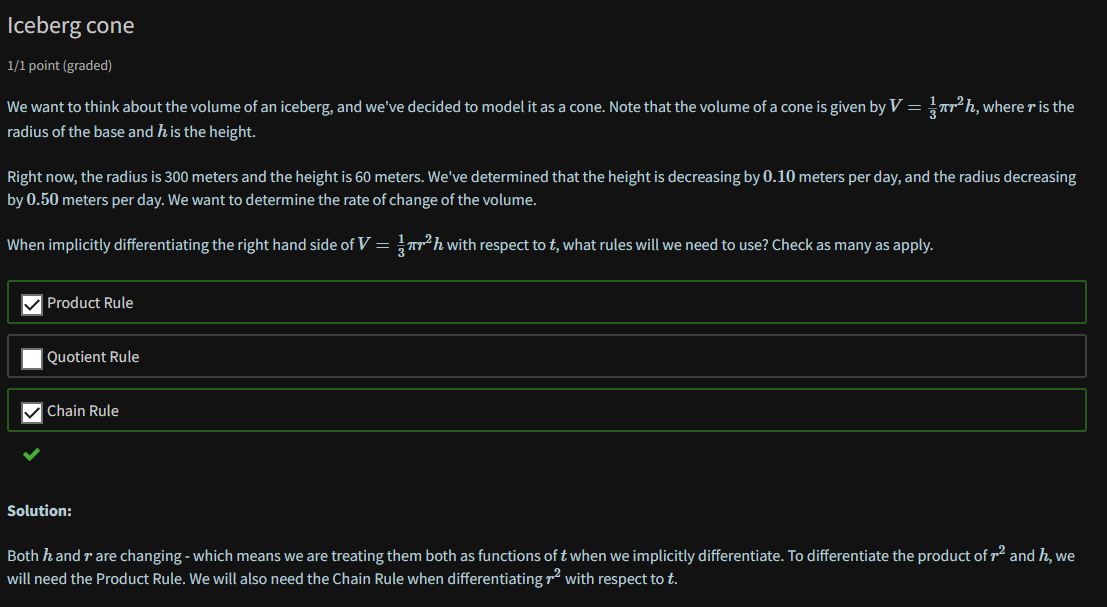 Iceberg cone
1/1 point (graded)
We want to think about the volume of an iceberg, and we've decided to model it as a cone. Note that the volume of a cone is given by V = 1/3 πr²h, where r is the
radius of the base and h is the height.
Right now, the radius is 300 meters and the height is 60 meters. We've determined that the height is decreasing by 0.10 meters per day, and the radius decreasing
by 0.50 meters per day. We want to determine the rate of change of the volume.
When implicitly differentiating the right hand side of V = 1/3 πr²h with respect to t, what rules will we need to use? Check as many as apply.
Product Rule
Quotient Rule
Chain Rule
Solution:
Both h and r are changing - which means we are treating them both as functions of t when we implicitly differentiate. To differentiate the product of r² and h, we
will need the Product Rule. We will also need the Chain Rule when differentiating r² with respect to t.